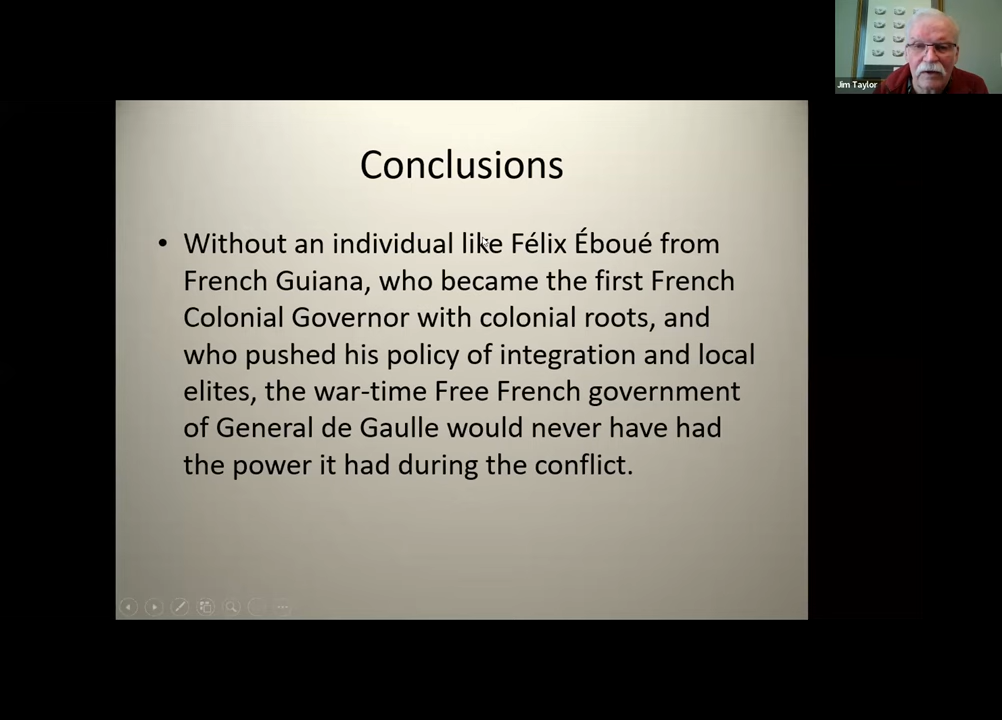 Jim Taylor
Conclusions
• Without an individual like Félix Éboué from
French Guiana, who became the first French
Colonial Governor with colonial roots, and
who pushed his policy of integration and local
elites, the war-time Free French government
of General de Gaulle would never have had
the power it had during the conflict.